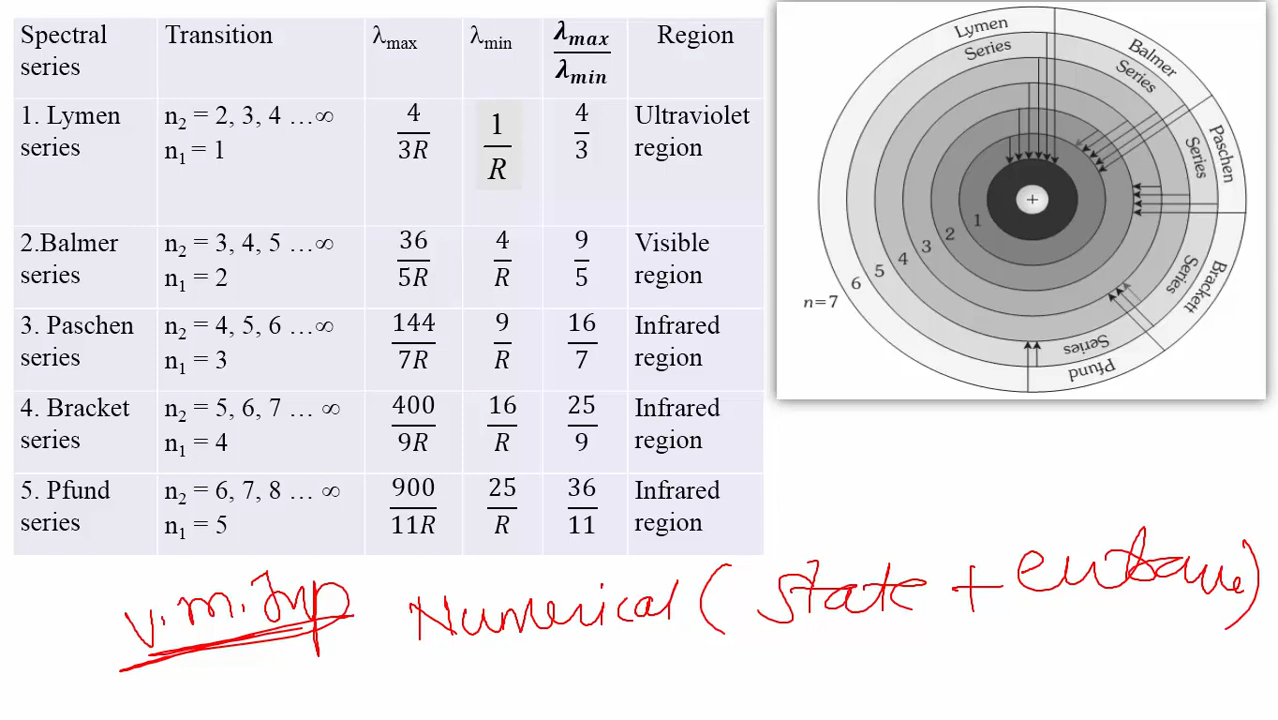 Spectral series Transition λmax λmin λmax/λmin Region
1. Lymen series n2 = 2, 3, 4 …∞ n1 = 1 4/3R 1/R 4/3 Ultraviolet region
2.Balmer series n2 = 3, 4, 5 …∞ n1 = 2 36/5R 4/R 9/5 Visible region
3. Paschen series n2 = 4, 5, 6 …∞ n1 = 3 144/7R 9/R 16/7 Infrared region
4. Bracket series n2 = 5, 6, 7 … ∞ n1 = 4 400/9R 16/R 25/9 Infrared region
5. Pfund series n2 = 6, 7, 8 … ∞ n1 = 5 900/11R 25/R 36/11 Infrared region
Lymen Series
Balmer Series
Paschen Series
Brackett Series
Pfund Series
+
1
2
3
4
5
6
n=7
v.m.Imp Numerical ( state +